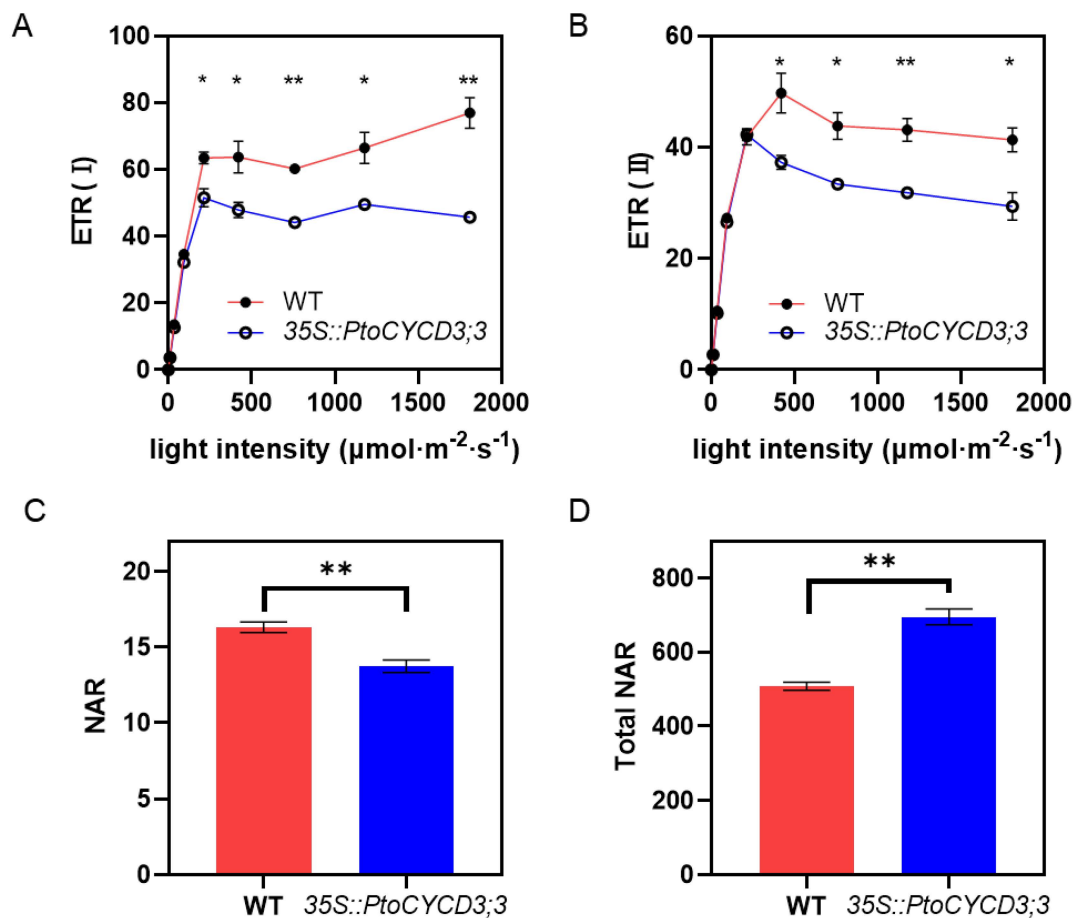 A
100
80
60
40
20
0
ETR ( Ⅰ)
* * ** * **
WT
35S::PtoCYCD3;3
0 500 1000 1500 2000
light intensity (μmol·m⁻²·s⁻¹)
B
60
40
20
0
ETR ( Ⅱ)
* * ** *
WT
35S::PtoCYCD3;3
0 500 1000 1500 2000
light intensity (μmol·m⁻²·s⁻¹)
C
20
15
10
5
0
NAR
**
WT 35S::PtoCYCD3;3
D
800
600
400
200
0
Total NAR
**
WT 35S::PtoCYCD3;3